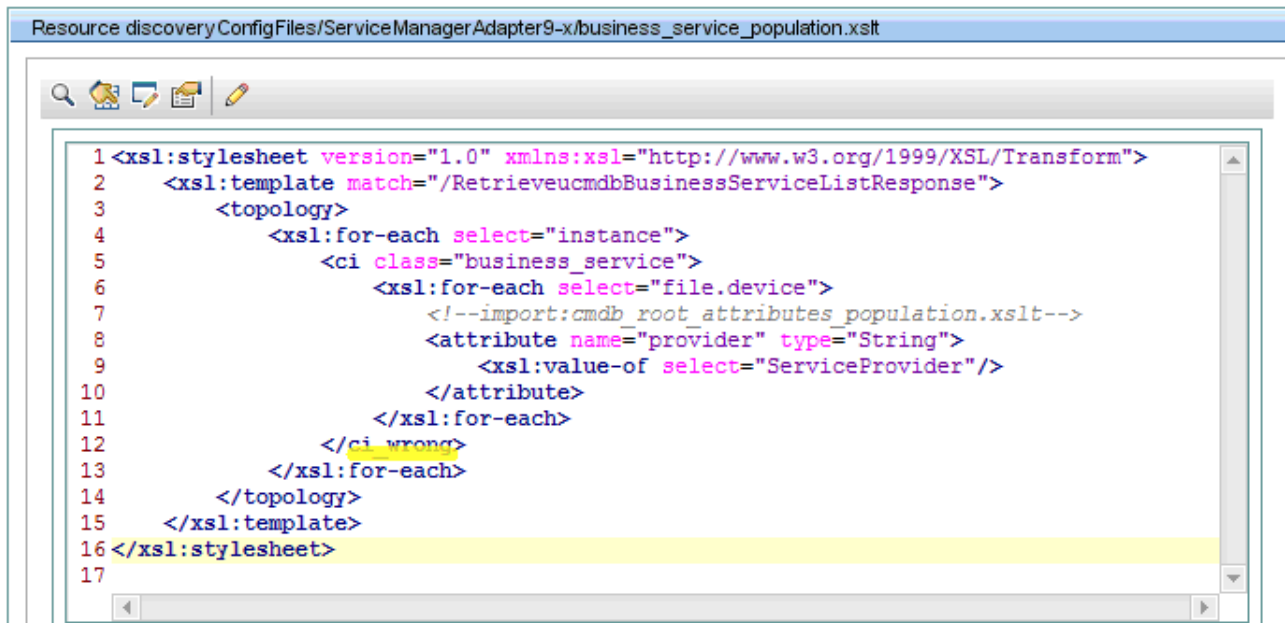 Resource discoveryConfigFiles/ServiceManagerAdapter9-x/business_service_population.xslt
1 <xsl:stylesheet version="1.0" xmlns:xsl="http://www.w3.org/1999/XSL/Transform">
2     <xsl:template match="/RetrieveucmdbBusinessServiceListResponse">
3         <topology>
4             <xsl:for-each select="instance">
5                 <ci class="business_service">
6                     <xsl:for-each select="file.device">
7                         <!--import:cmdb_root_attributes_population.xslt-->
8                         <attribute name="provider" type="String">
9                             <xsl:value-of select="ServiceProvider"/>
10                         </attribute>
11                     </xsl:for-each>
12                 </ci_wrong>
13             </xsl:for-each>
14         </topology>
15     </xsl:template>
16 </xsl:stylesheet>
17